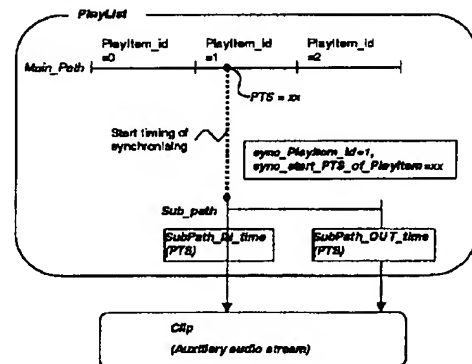 PlayList
PlayItem_id
=0
PlayItem_id
=1
PlayItem_id
=2
Main_Path
PTS = xx
Start timing of
synchronising
sync_PlayItem_id=1,
sync_start_PTS_of_PlayItem=xx
Sub_path
SubPath_IN_time
(PTS)
SubPath_OUT_time
(PTS)
Clip
(Auxiliary audio stream)